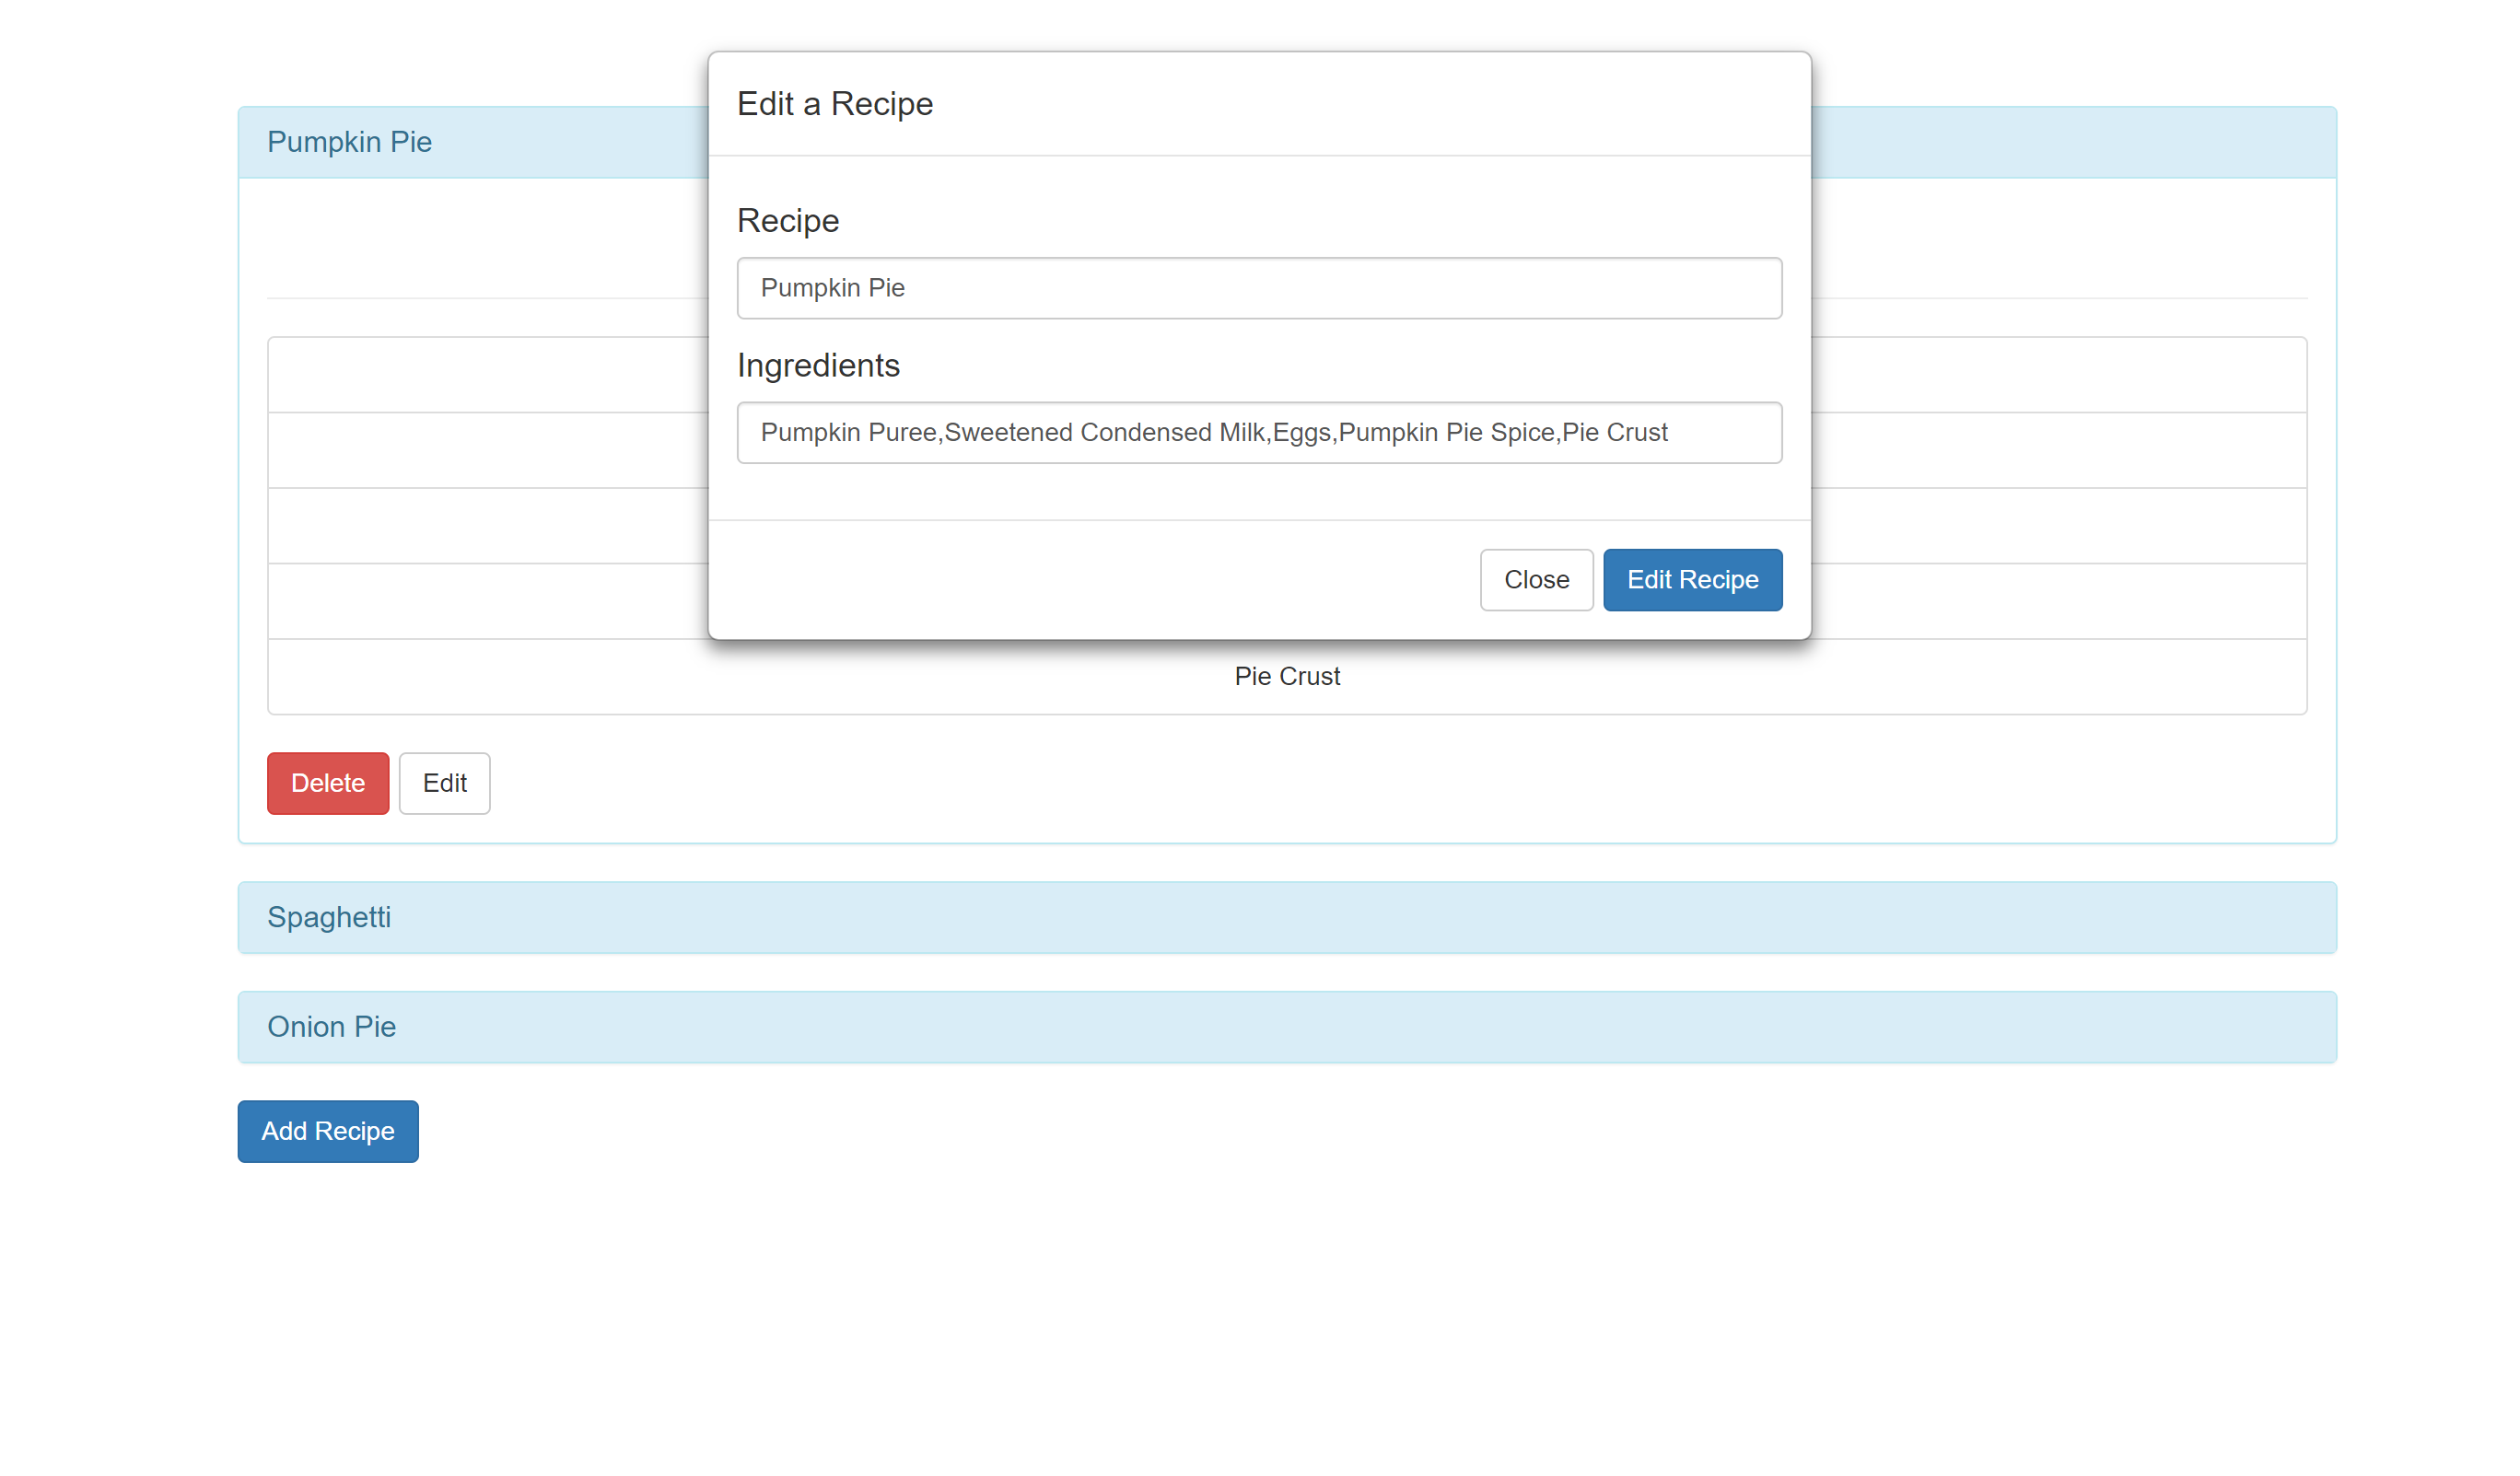 Edit a Recipe
Pumpkin Pie
Recipe
Pumpkin Pie
Ingredients
Pumpkin Puree,Sweetened Condensed Milk,Eggs,Pumpkin Pie Spice,Pie Crust
Close Edit Recipe
Pie Crust
Delete Edit
Spaghetti
Onion Pie
Add Recipe